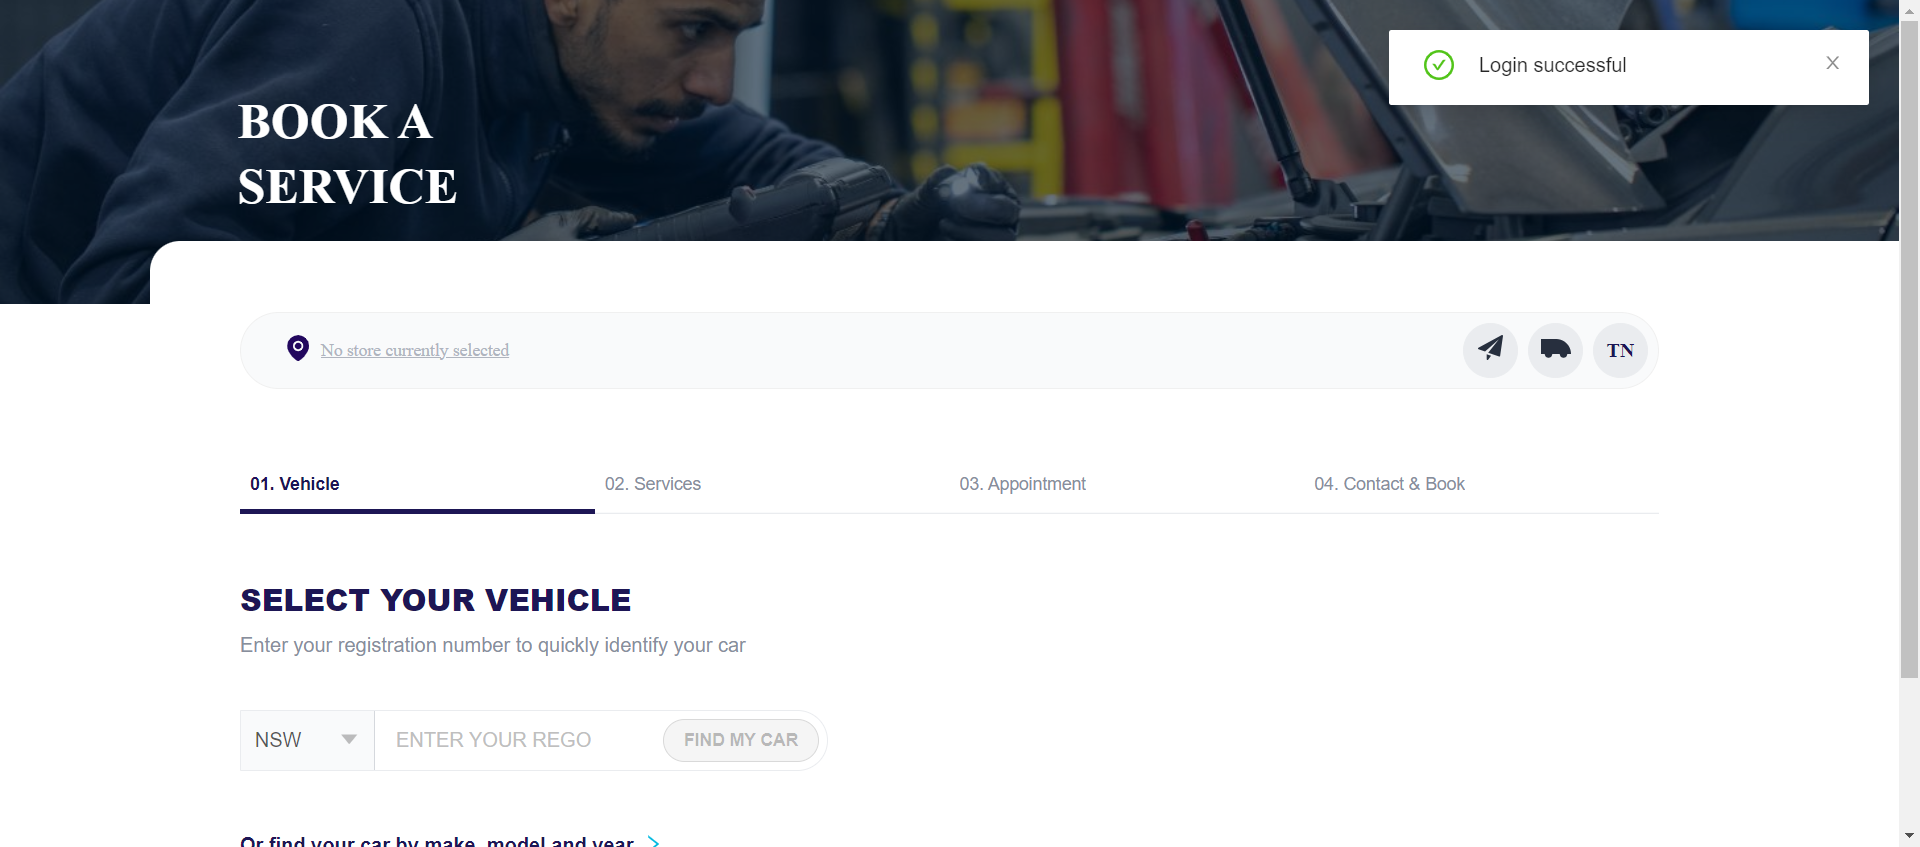 BOOK A
SERVICE
Login successful
No store currently selected
TN
01. Vehicle
02. Services
03. Appointment
04. Contact & Book
SELECT YOUR VEHICLE
Enter your registration number to quickly identify your car
NSW
ENTER YOUR REGO
FIND MY CAR
Or find your car by make, model and year